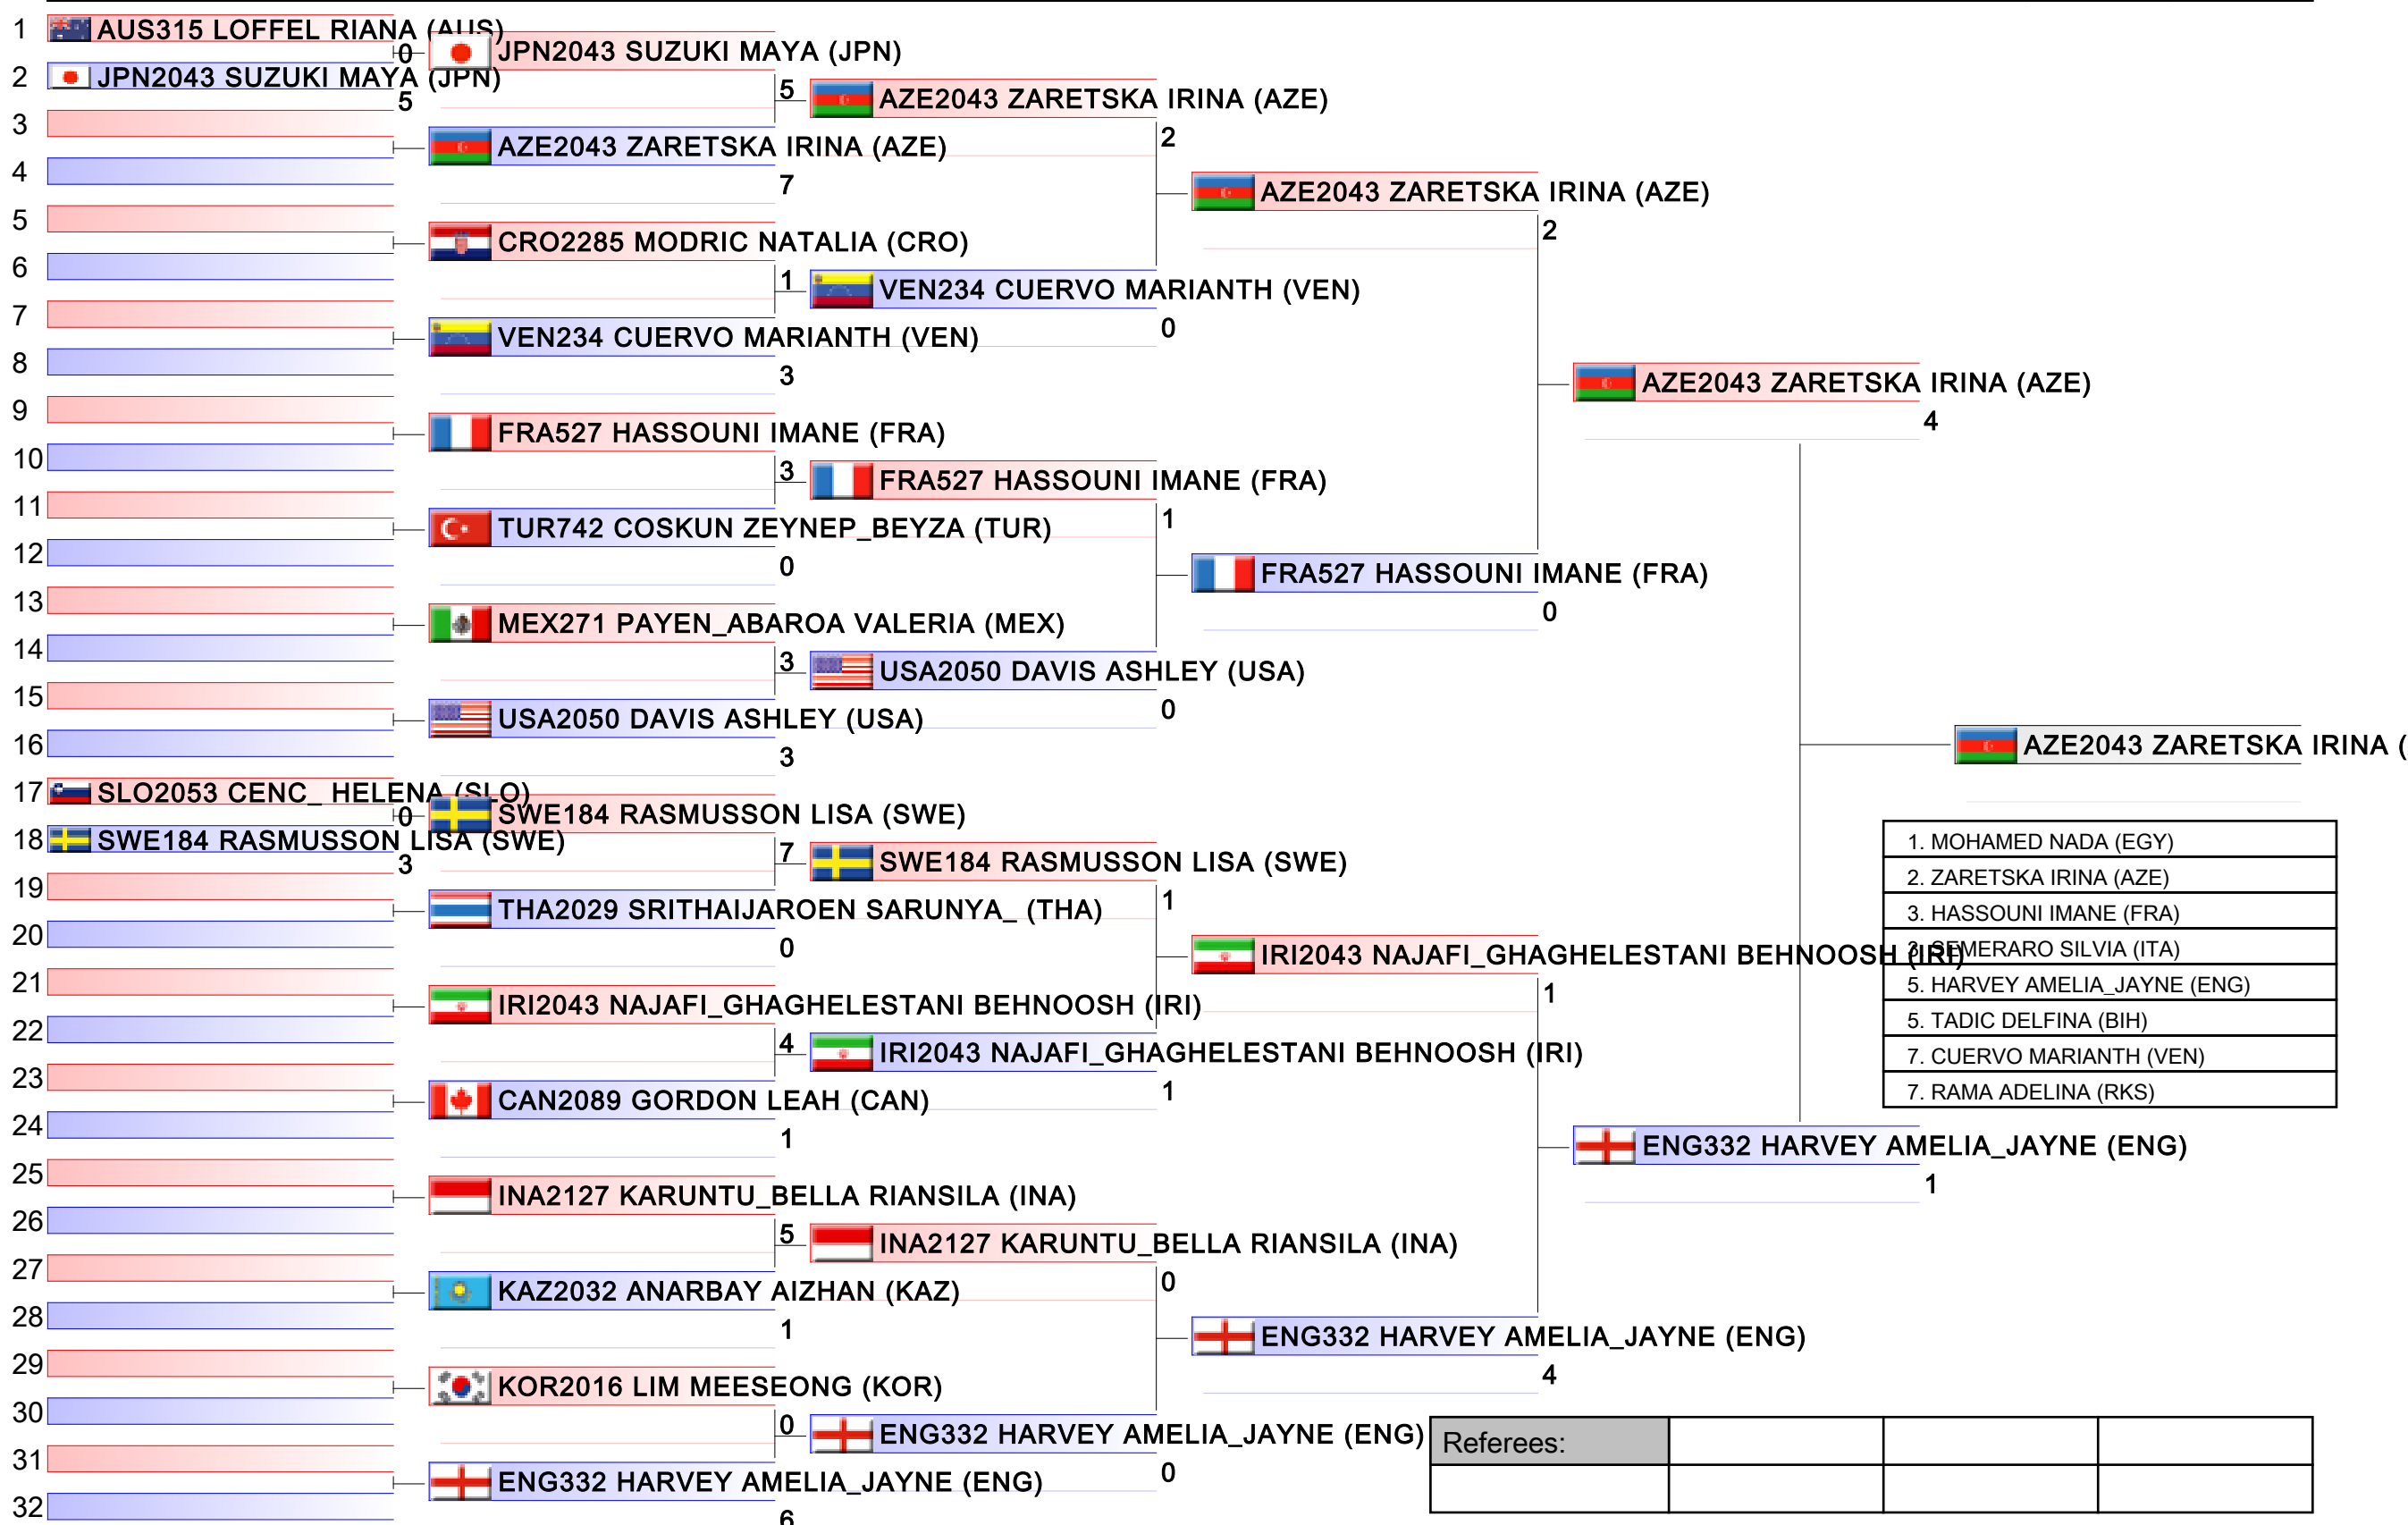 1 AUS315 LOFFEL RIANA (AUS)
0
2 JPN2043 SUZUKI MAYA (JPN)
5
3
4
5
6
7
8
9
10
11
12
13
14
15
16
17 SLO2053 CENC_ HELENA (SLO)
0
18 SWE184 RASMUSSON LISA (SWE)
3
19
20
21
22
23
24
25
26
27
28
29
30
31
32
JPN2043 SUZUKI MAYA (JPN)
5
AZE2043 ZARETSKA IRINA (AZE)
7
CRO2285 MODRIC NATALIA (CRO)
1
VEN234 CUERVO MARIANTH (VEN)
3
FRA527 HASSOUNI IMANE (FRA)
3
TUR742 COSKUN ZEYNEP_BEYZA (TUR)
0
MEX271 PAYEN_ABAROA VALERIA (MEX)
3
USA2050 DAVIS ASHLEY (USA)
3
SWE184 RASMUSSON LISA (SWE)
7
THA2029 SRITHAIJAROEN SARUNYA_ (THA)
0
IRI2043 NAJAFI_GHAGHELESTANI BEHNOOSH (IRI)
4
CAN2089 GORDON LEAH (CAN)
1
INA2127 KARUNTU_BELLA RIANSILA (INA)
5
KAZ2032 ANARBAY AIZHAN (KAZ)
1
KOR2016 LIM MEESEONG (KOR)
0
ENG332 HARVEY AMELIA_JAYNE (ENG)
6
AZE2043 ZARETSKA IRINA (AZE)
2
VEN234 CUERVO MARIANTH (VEN)
0
FRA527 HASSOUNI IMANE (FRA)
1
USA2050 DAVIS ASHLEY (USA)
0
SWE184 RASMUSSON LISA (SWE)
1
IRI2043 NAJAFI_GHAGHELESTANI BEHNOOSH (IRI)
1
INA2127 KARUNTU_BELLA RIANSILA (INA)
0
ENG332 HARVEY AMELIA_JAYNE (ENG)
0
AZE2043 ZARETSKA IRINA (AZE)
2
FRA527 HASSOUNI IMANE (FRA)
0
IRI2043 NAJAFI_GHAGHELESTANI BEHNOOSH (IRI)
1
ENG332 HARVEY AMELIA_JAYNE (ENG)
4
AZE2043 ZARETSKA IRINA (AZE)
4
ENG332 HARVEY AMELIA_JAYNE (ENG)
1
AZE2043 ZARETSKA IRINA (
1. MOHAMED NADA (EGY)
2. ZARETSKA IRINA (AZE)
3. HASSOUNI IMANE (FRA)
3. SEMERARO SILVIA (ITA)
5. HARVEY AMELIA_JAYNE (ENG)
5. TADIC DELFINA (BIH)
7. CUERVO MARIANTH (VEN)
7. RAMA ADELINA (RKS)
Referees: